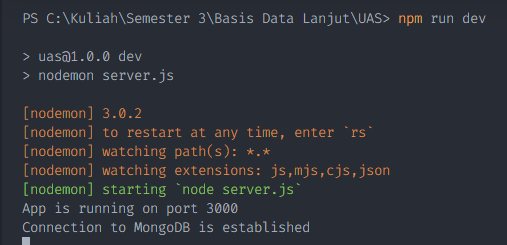 PS C:\Kuliah\Semester 3\Basis Data Lanjut\UAS> npm run dev
> uas@1.0.0 dev
> nodemon server.js
[nodemon] 3.0.2
[nodemon] to restart at any time, enter `rs`
[nodemon] watching path(s): *.*
[nodemon] watching extensions: js,mjs,cjs,json
[nodemon] starting `node server.js`
App is running on port 3000
Connection to MongoDB is established